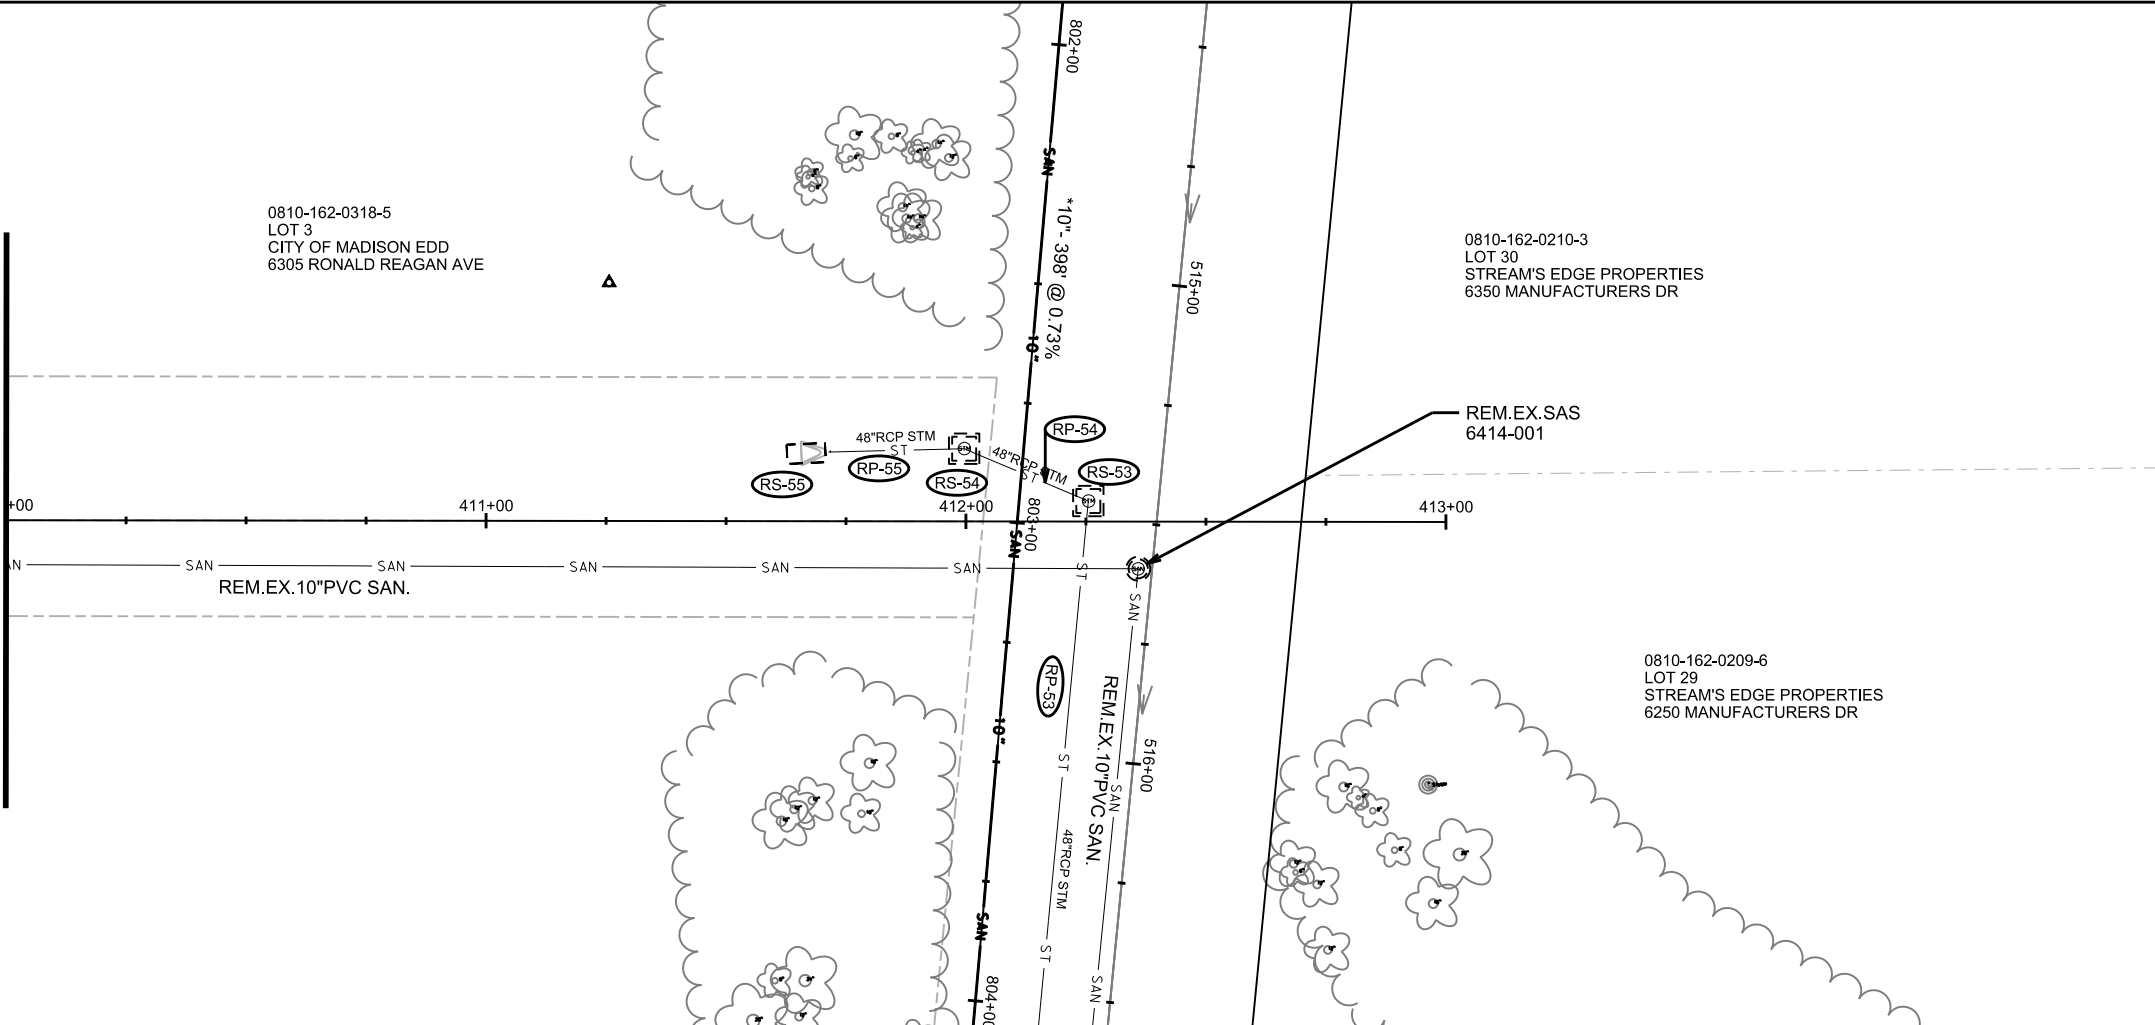 802+00
SAN
*10"- 398' @ 0.73%
10"
515+00
0810-162-0318-5
LOT 3
CITY OF MADISON EDD
6305 RONALD REAGAN AVE
0810-162-0210-3
LOT 30
STREAM'S EDGE PROPERTIES
6350 MANUFACTURERS DR
REM.EX.SAS
6414-001
RP-54
48"RCP STM
ST
48"RCP STM
ST
RP-55
RS-53
RS-55
RS-54
STM
STM
+00
411+00
412+00
413+00
803+00
SAN
SAN
SAN
SAN
SAN
SAN
SAN
REM.EX.10"PVC SAN.
ST
SAN
RP-53
REM.EX.10"PVC SAN.
0810-162-0209-6
LOT 29
STREAM'S EDGE PROPERTIES
6250 MANUFACTURERS DR
10"
516+00
ST
SAN
48"RCP STM
SAN
ST
SAN
804+00